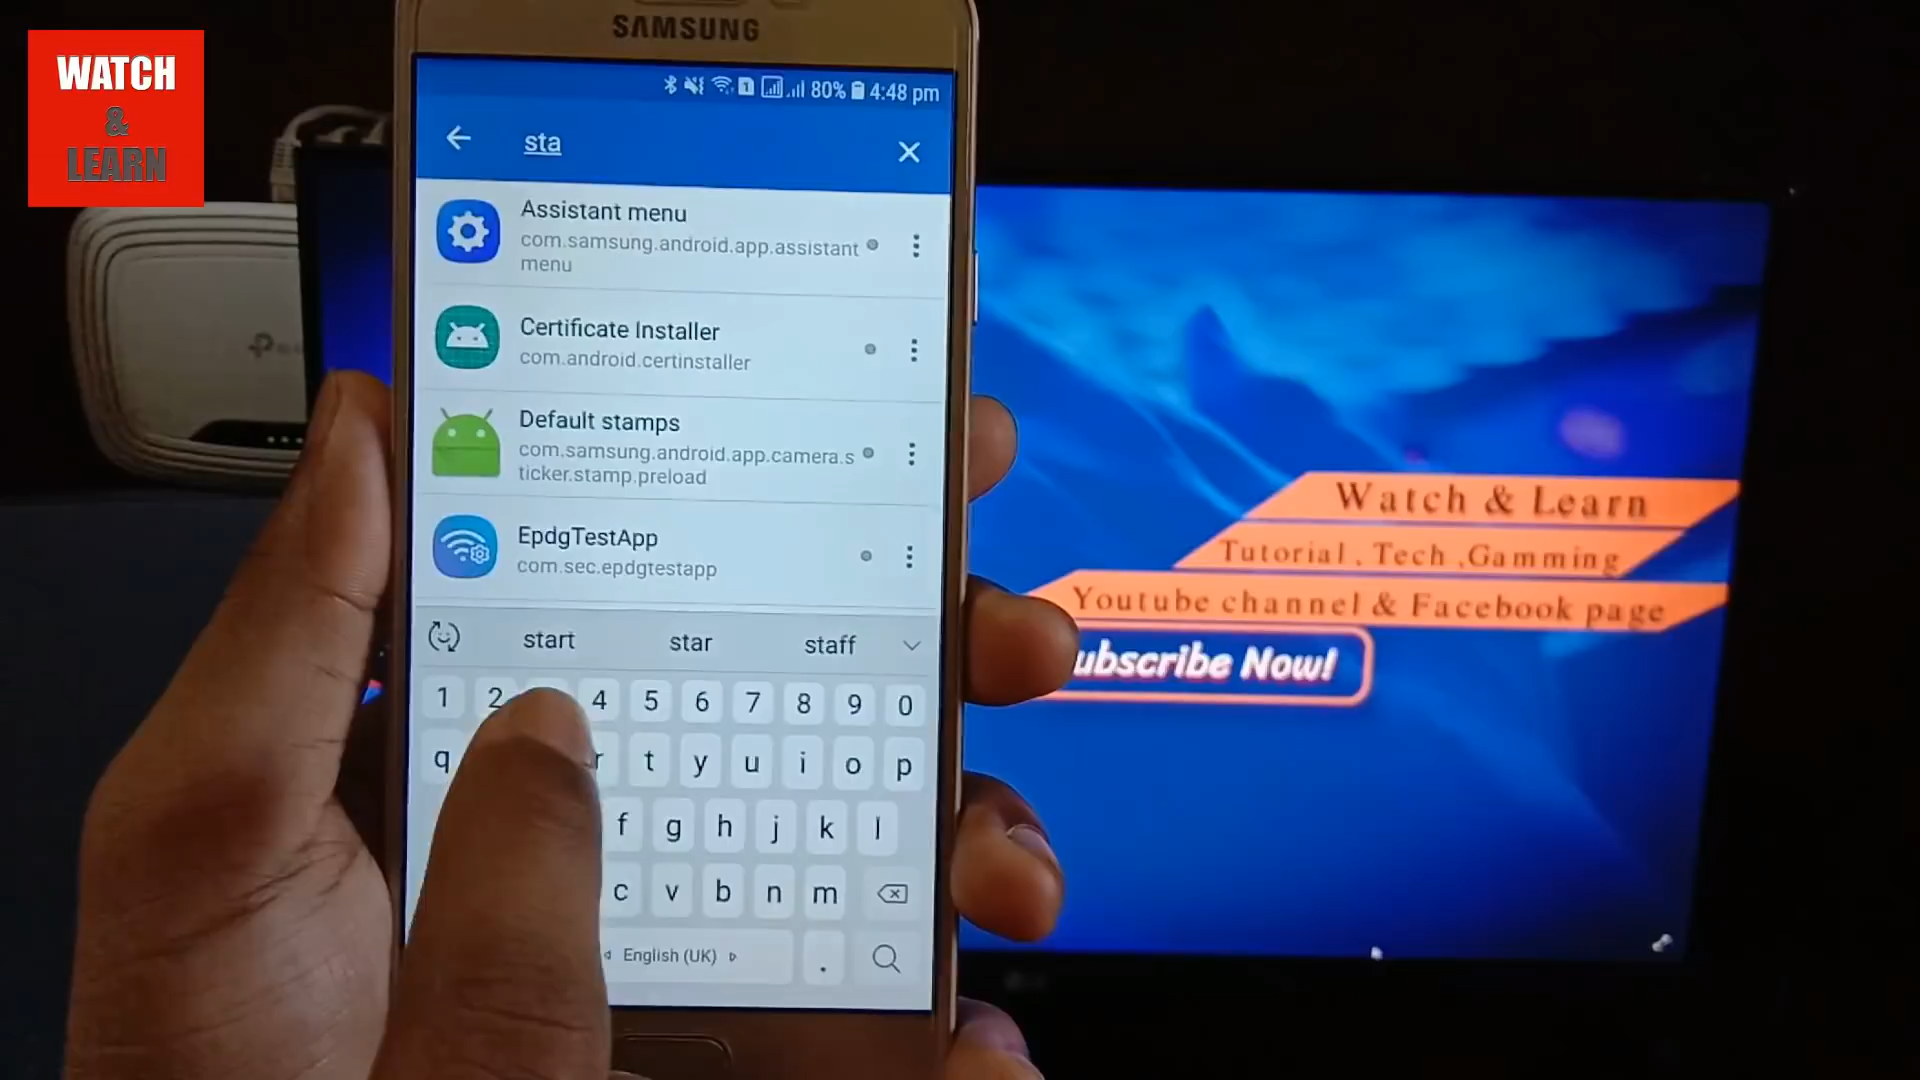 WATCH
&
LEARN
SAMSUNG
1
80%
4:48 pm
sta
Assistant menu
com.samsung.android.app.assistant
menu
Certificate Installer
com.android.certinstaller
Default stamps
com.samsung.android.app.camera.s
ticker.stamp.preload
EpdgTestApp
com.sec.epdgtestapp
start star staff
1 2 4 5 6 7 8 9 0
q r t y u i o p
f g h j k l
c v b n m
English (UK) .
Watch & Learn
Tutorial , Tech ,Gamming
Youtube channel & Facebook page
ubscribe Now!